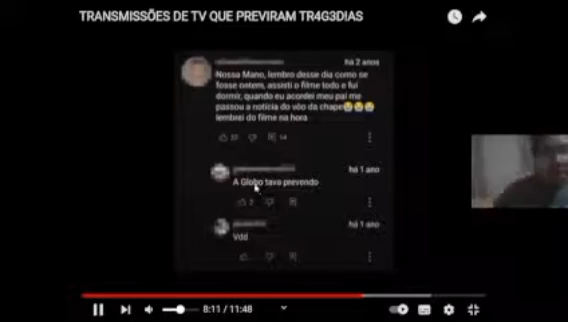 TRANSMISSÕES DE TV QUE PREVIRAM TR4G3D!AS
há 2 anos
Nossa Mano, lembro desse dia como se
fosse ontem, assisti o filme todo e fui
dormir, quando eu acordei meu pai me
passou a notícia do vôo da chape😭😭😭
lembrei do filme na hora
14
há 1 ano
A Globo tava prevendo
2
há 1 ano
Vdd
8:11 / 11:48